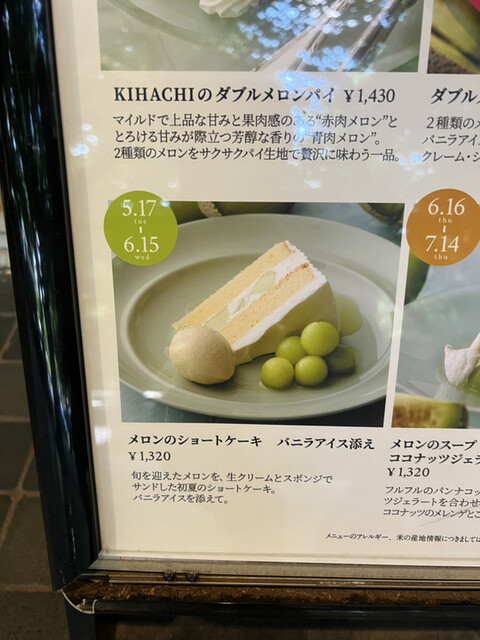 KIHACHIのダブルメロンパイ ¥1,430
マイルドで上品な甘みと果肉感のある“赤肉メロン”と
とろける甘みが際立つ芳醇な香りの“青肉メロン”。
2種類のメロンをサクサクパイ生地で贅沢に味わう一品。
ダブル
2種類の
バニラアイ
クレーム・シ
5.17
tue
6.15
wed
6.16
thu
7.14
thu
メロンのショートケーキ バニラアイス添え
¥1,320
旬を迎えたメロンを、生クリームとスポンジで
サンドした初夏のショートケーキ。
バニラアイスを添えて。
メロンのスープ
ココナッツジェラ
¥1,320
フルフルのパンナコッ
ツジェラートを合わせ
ココナッツのメレンゲとこ
メニューのアレルギー、米の産地情報につきましては